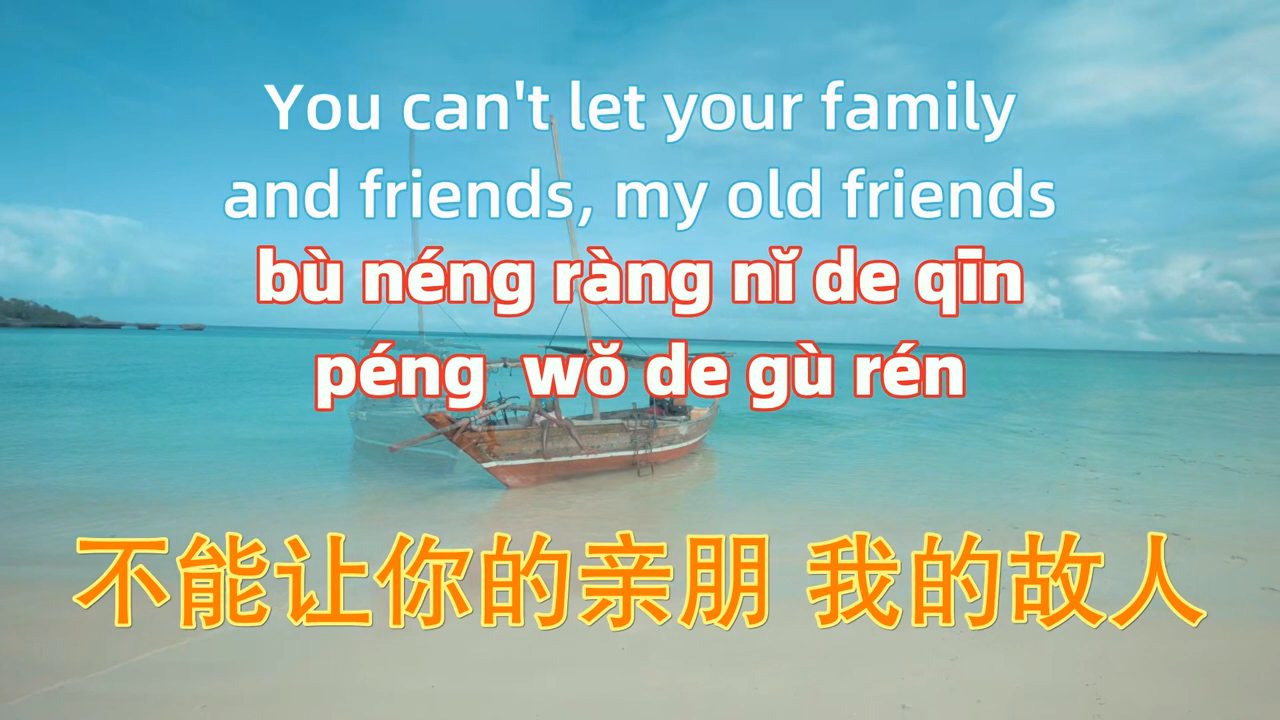 You can't let your family
and friends, my old friends
bù néng ràng nǐ de qīn
péng  wǒ de gù rén
不能让你的亲朋 我的故人